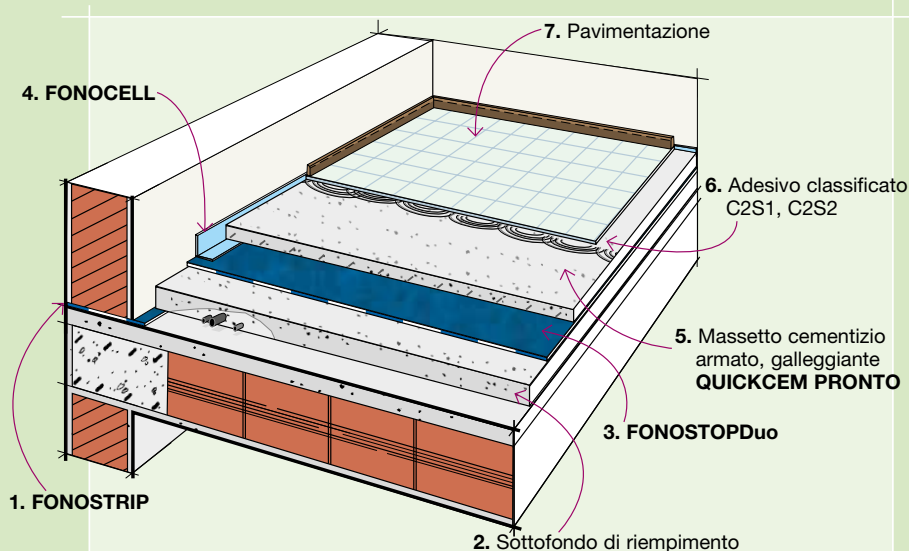 7. Pavimentazione
4. FONOCELL
6. Adesivo classificato
C2S1, C2S2
5. Massetto cementizio
armato, galleggiante
QUICKCEM PRONTO
3. FONOSTOPDuo
1. FONOSTRIP
2. Sottofondo di riempimento